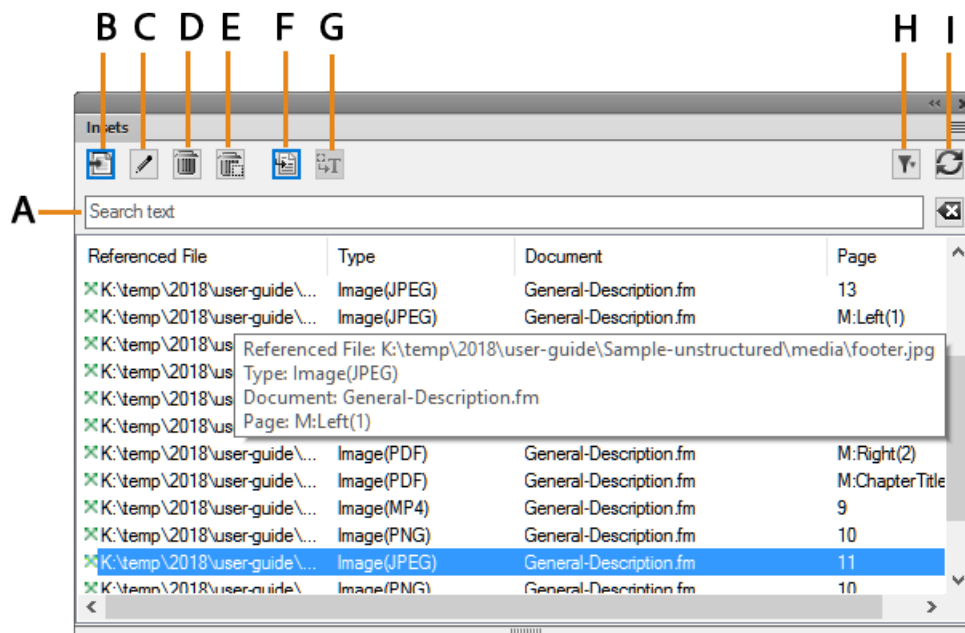 B C D E F G H I
Insets
A
Search text
Referenced File Type Document Page
K:\temp\2018\user-guide\... Image(JPEG) General-Description.fm 13
K:\temp\2018\user-guide\... Image(JPEG) General-Description.fm M:Left(1)
K:\temp\2018\us
Referenced File: K:\temp\2018\user-guide\Sample-unstructured\media\footer.jpg
K:\temp\2018\us
Type: Image(JPEG)
K:\temp\2018\us
Document: General-Description.fm
K:\temp\2018\us
Page: M:Left(1)
K:\temp\2018\user-guide\... Image(PDF) General-Description.fm M:Right(2)
K:\temp\2018\user-guide\... Image(PDF) General-Description.fm M:ChapterTitle
K:\temp\2018\user-guide\... Image(MP4) General-Description.fm 9
K:\temp\2018\user-guide\... Image(PNG) General-Description.fm 10
K:\temp\2018\user-guide\... Image(JPEG) General-Description.fm 11
K:\temp\2018\user-guide\... Image(PNG) General-Description.fm 10